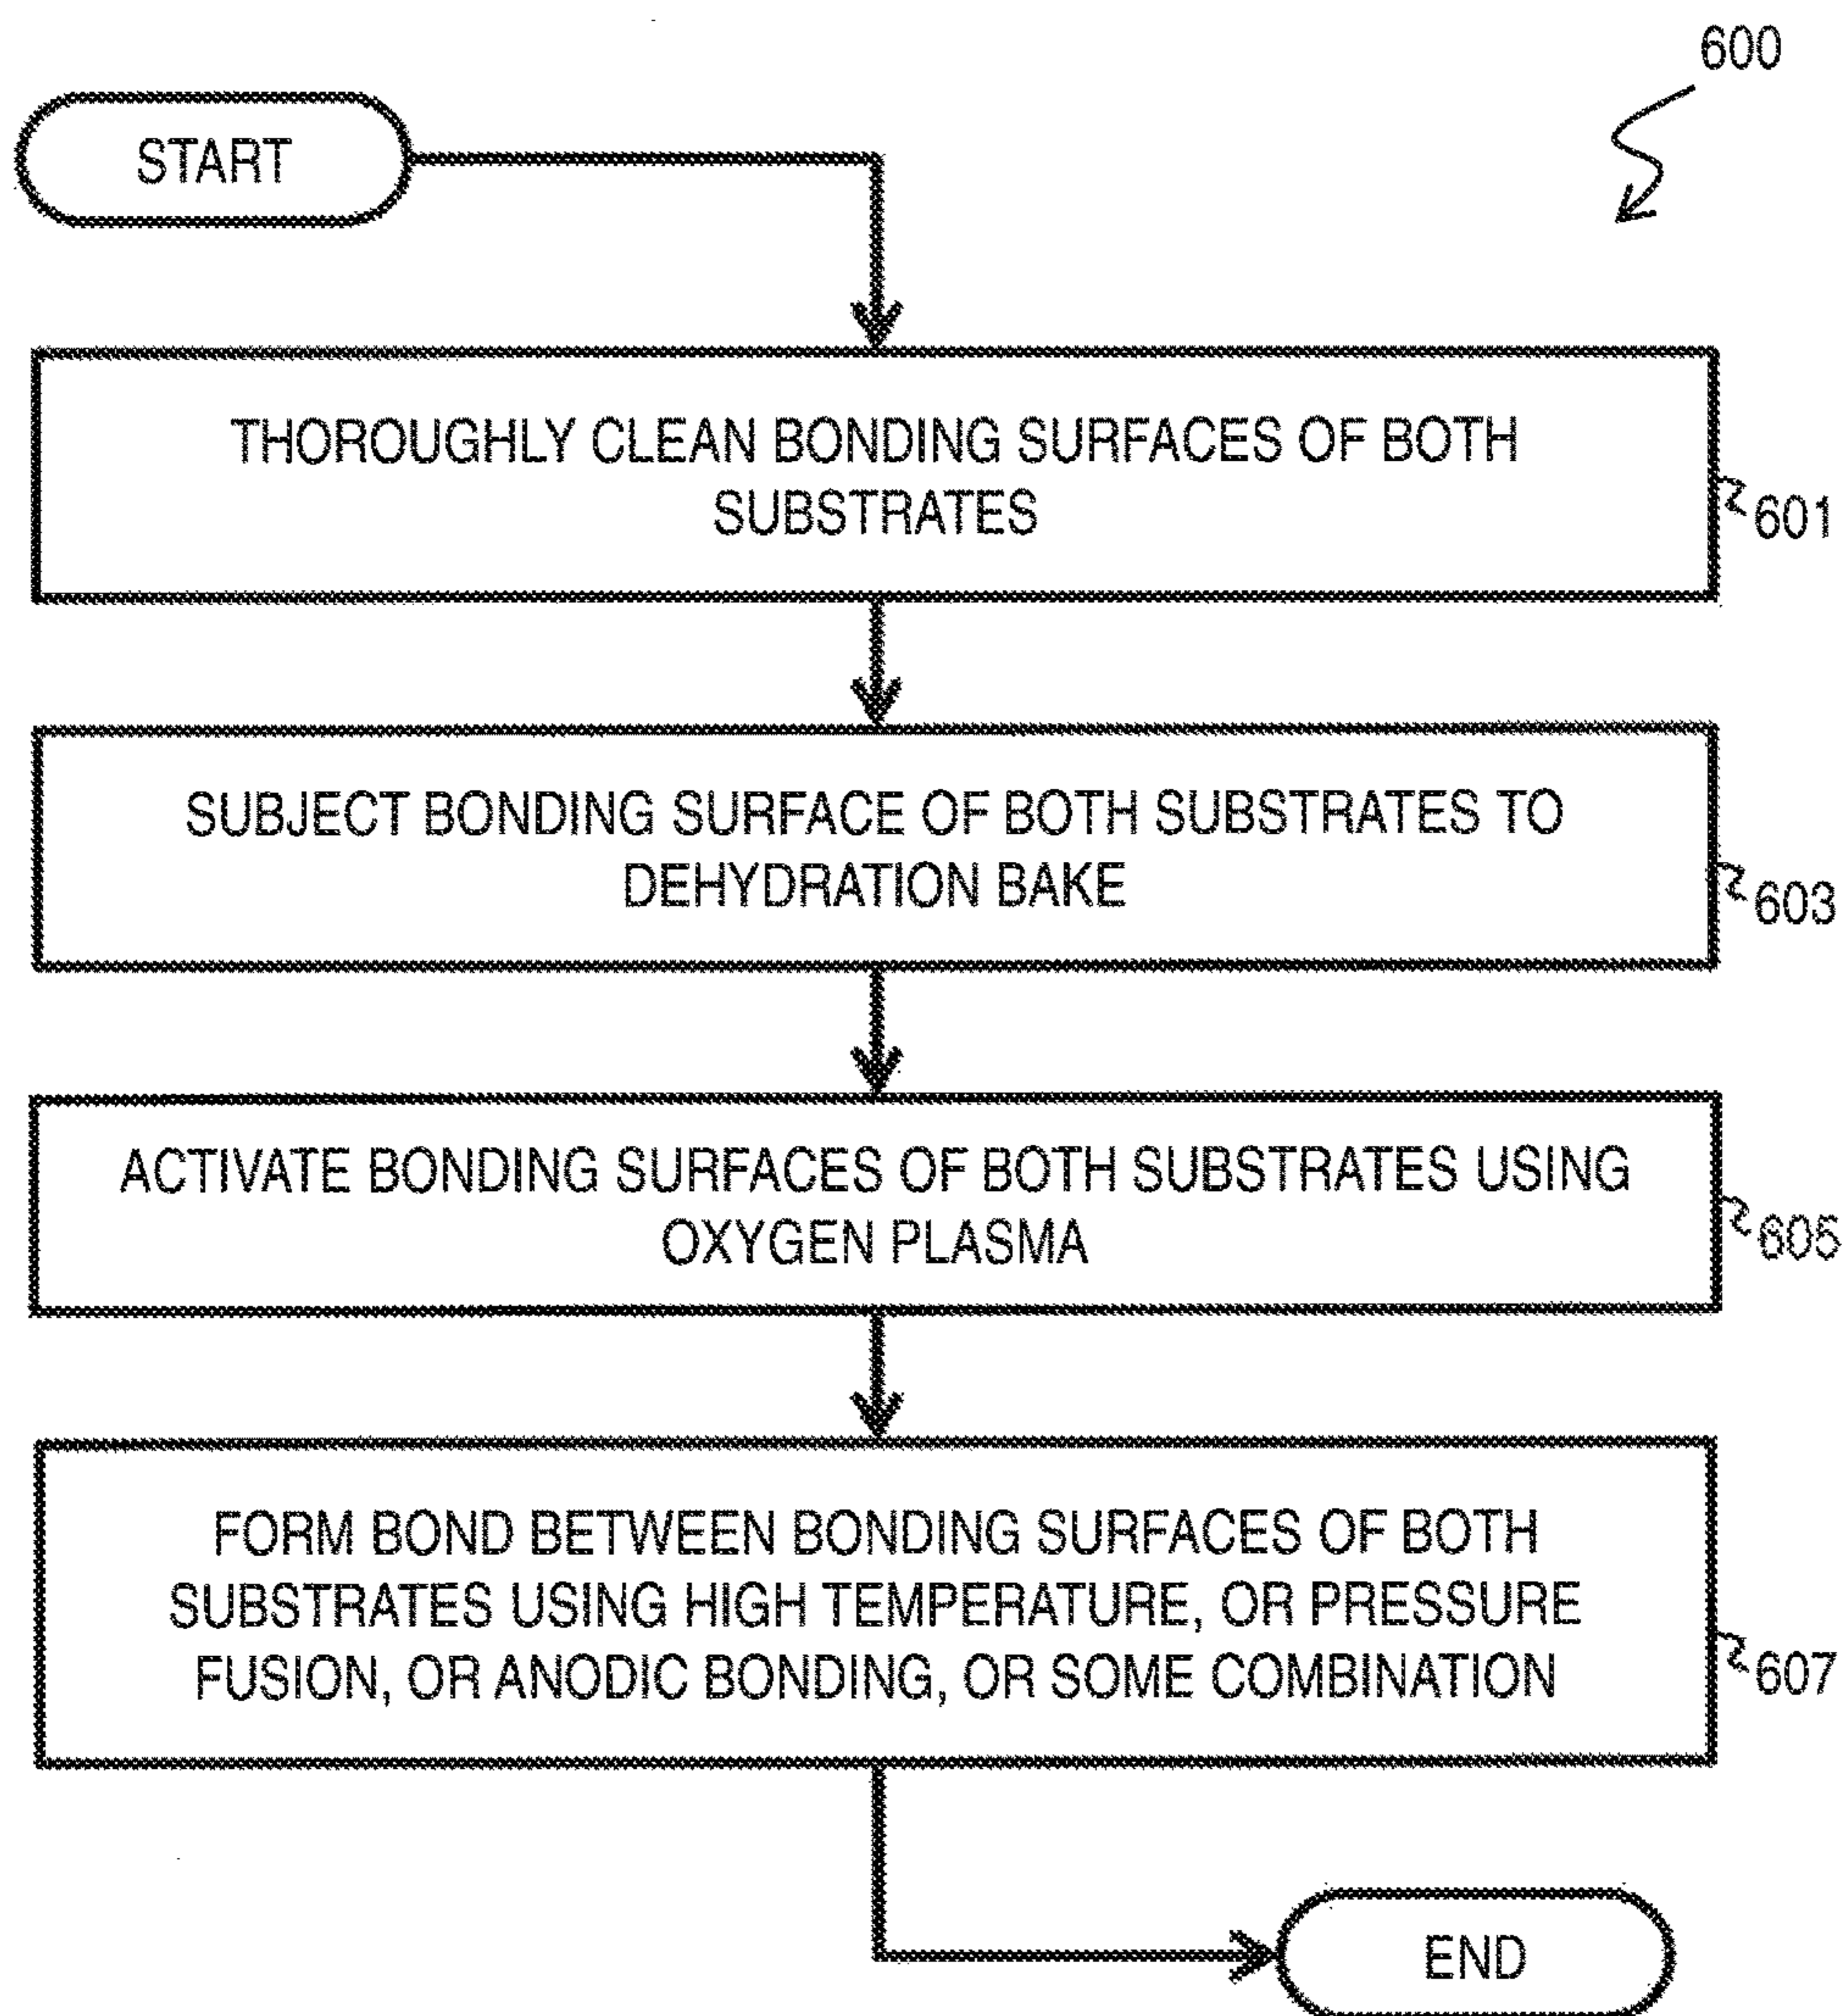 600
START
THOROUGHLY CLEAN BONDING SURFACES OF BOTH
SUBSTRATES
601
SUBJECT BONDING SURFACE OF BOTH SUBSTRATES TO
DEHYDRATION BAKE
603
ACTIVATE BONDING SURFACES OF BOTH SUBSTRATES USING
OXYGEN PLASMA
605
FORM BOND BETWEEN BONDING SURFACES OF BOTH
SUBSTRATES USING HIGH TEMPERATURE, OR PRESSURE
FUSION, OR ANODIC BONDING, OR SOME COMBINATION
607
END